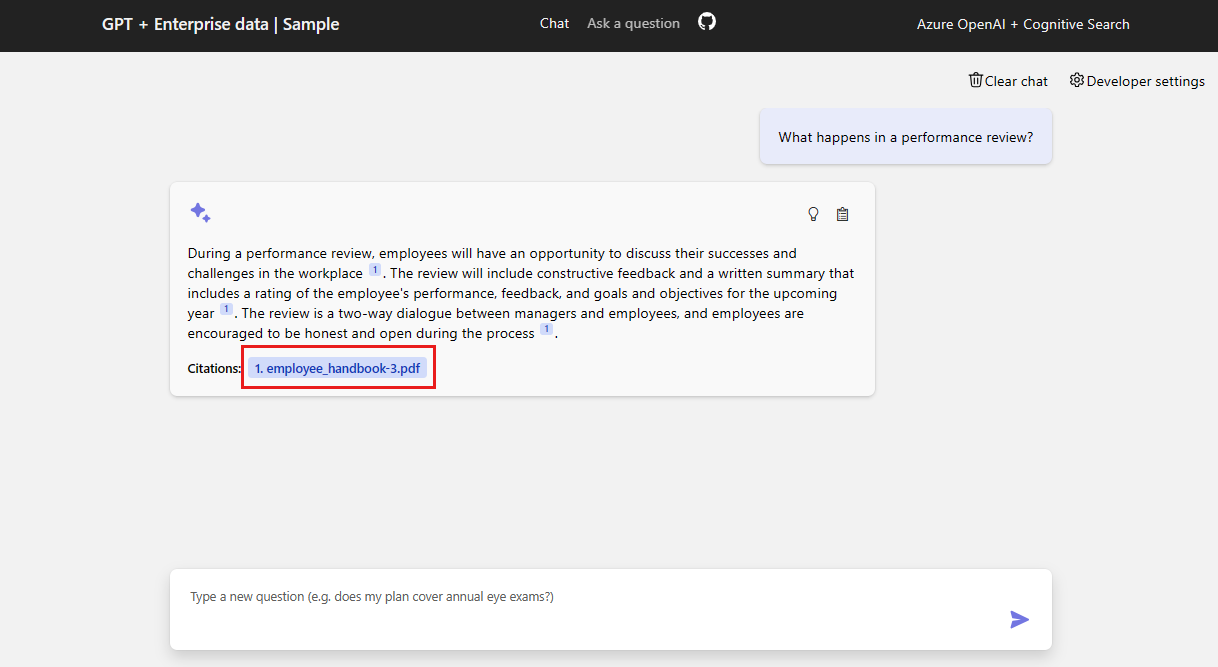 GPT + Enterprise data | Sample
Chat
Ask a question
Azure OpenAI + Cognitive Search
Clear chat
Developer settings
What happens in a performance review?
During a performance review, employees will have an opportunity to discuss their successes and
challenges in the workplace 1. The review will include constructive feedback and a written summary that
includes a rating of the employee's performance, feedback, and goals and objectives for the upcoming
year 1. The review is a two-way dialogue between managers and employees, and employees are
encouraged to be honest and open during the process 1.
Citations: 1. employee_handbook-3.pdf
Type a new question (e.g. does my plan cover annual eye exams?)